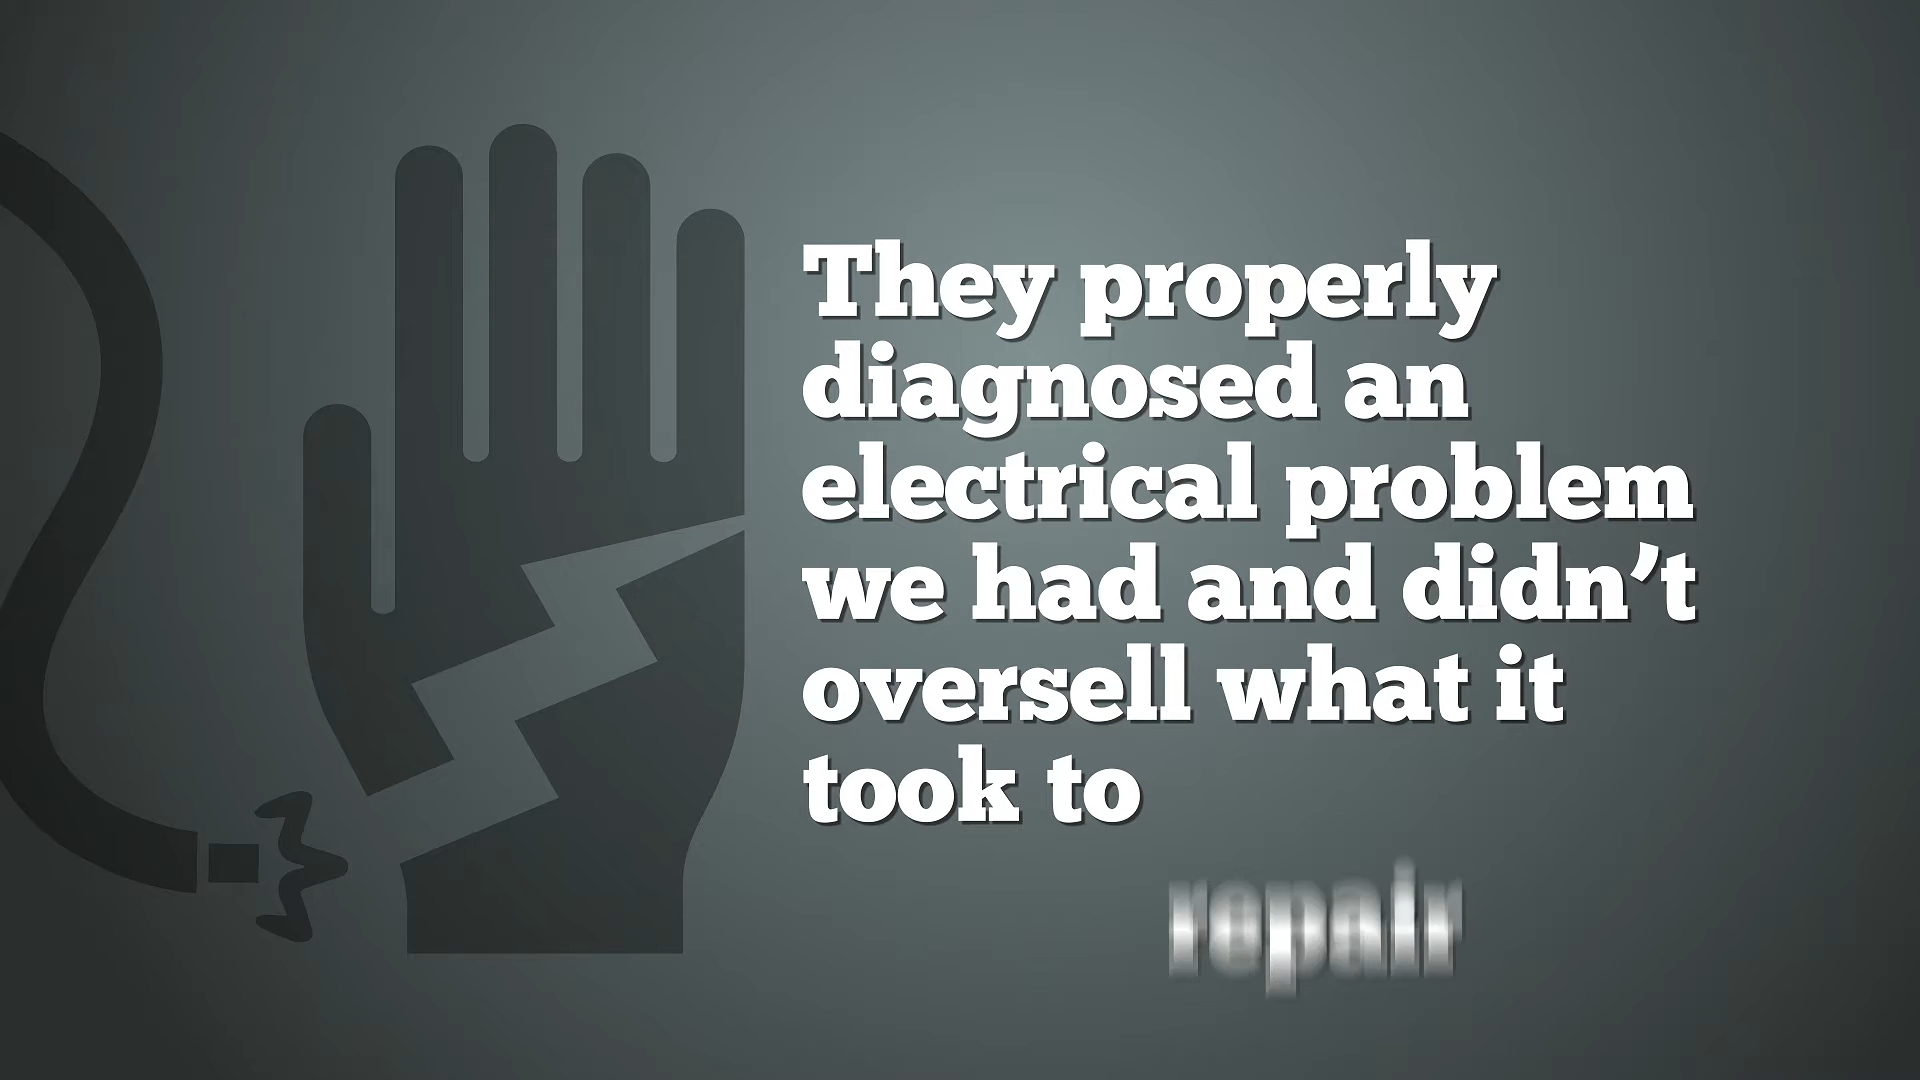 They properly
diagnosed an
electrical problem
we had and didn’t
oversell what it
took to
repair